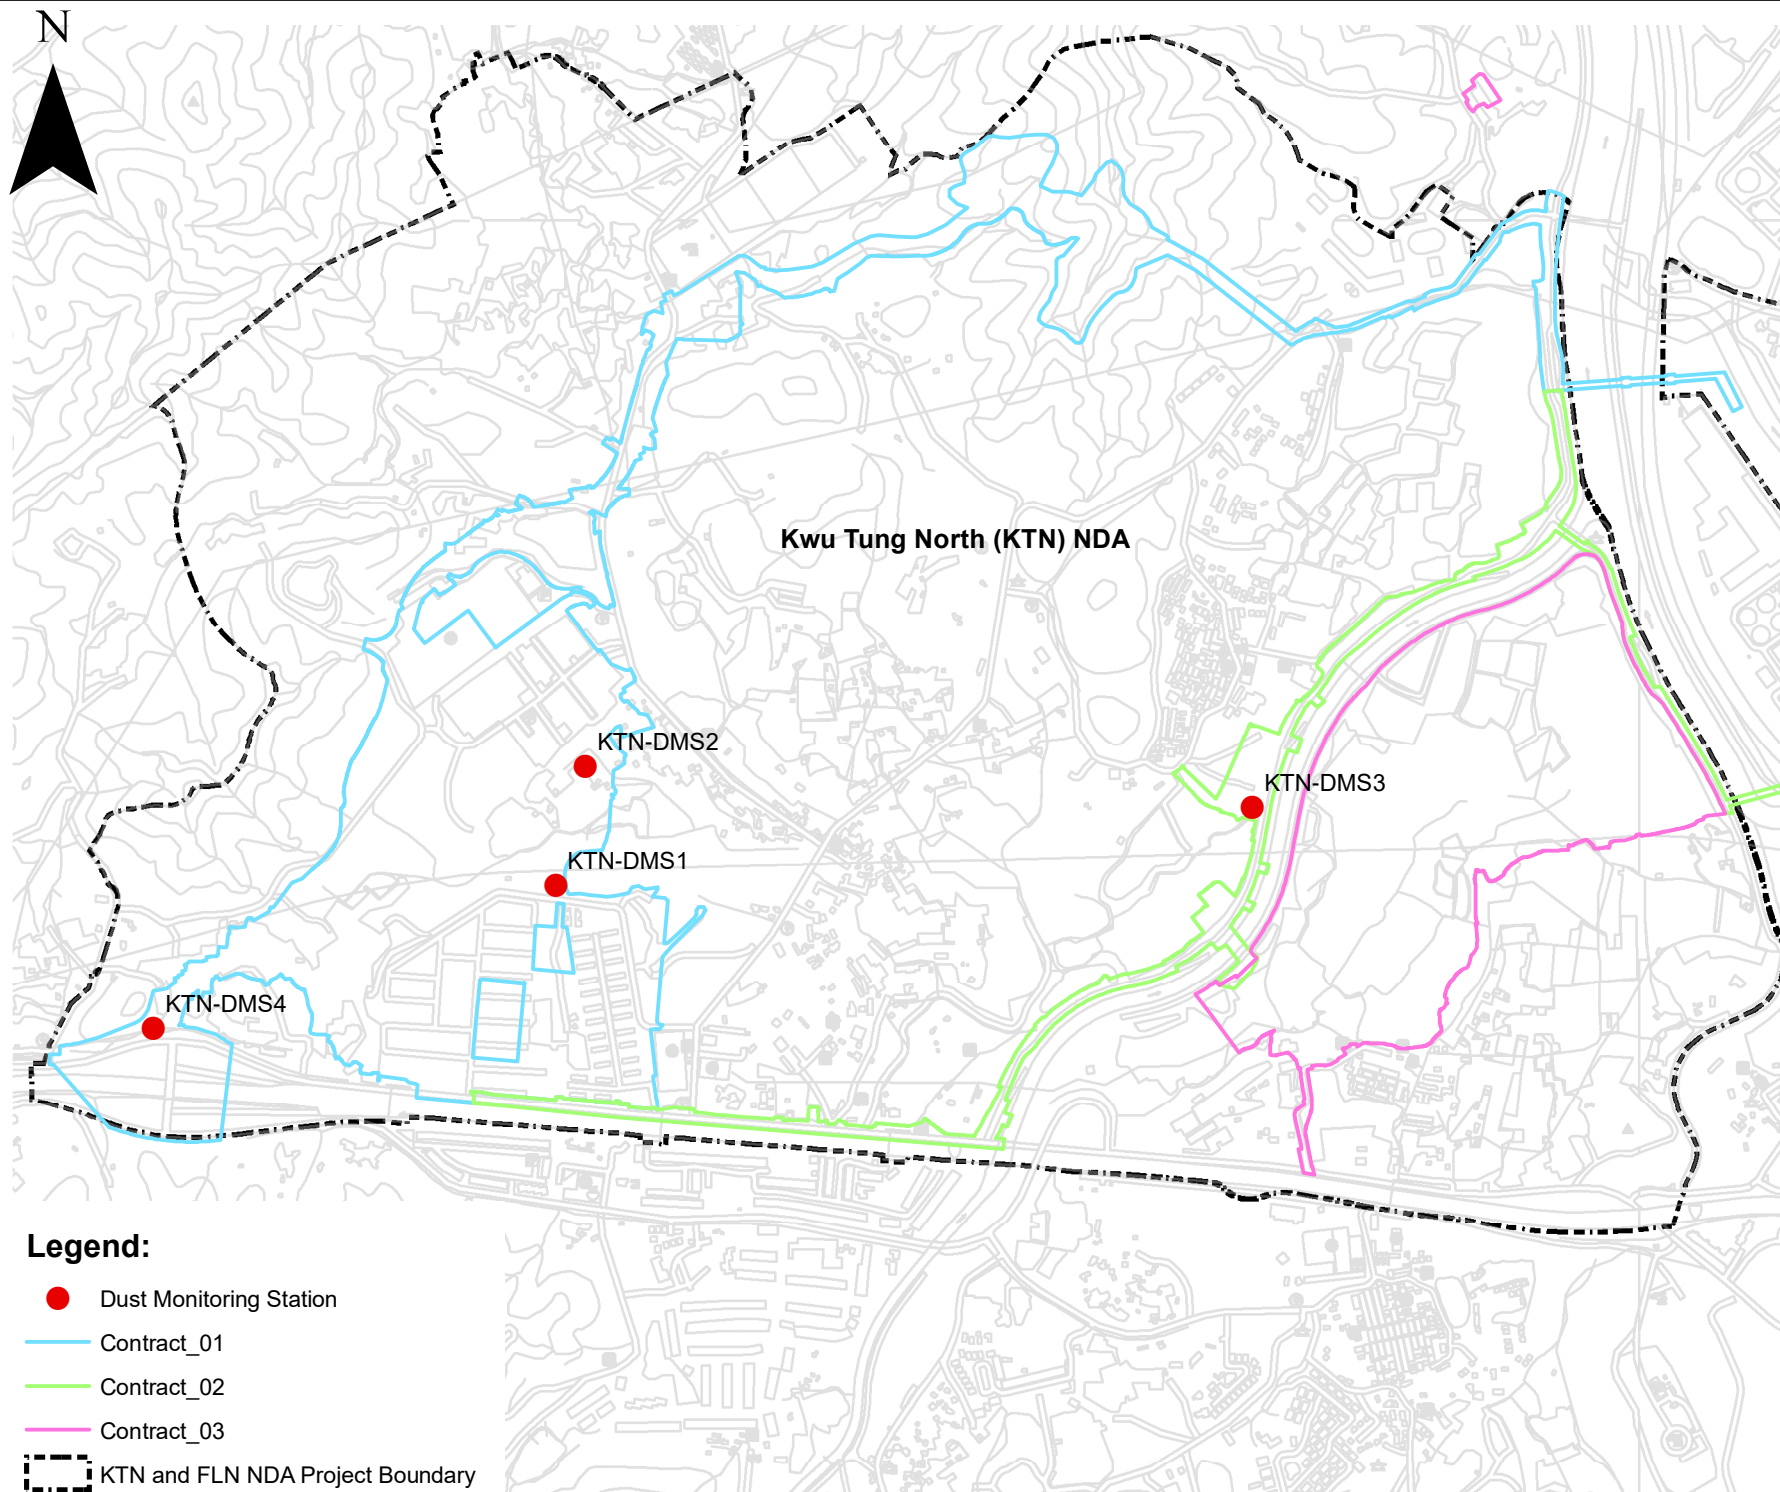 N
Kwu Tung North (KTN) NDA
KTN-DMS2
KTN-DMS3
KTN-DMS1
KTN-DMS4
Legend:
Dust Monitoring Station
Contract_01
Contract_02
Contract_03
KTN and FLN NDA Project Boundary